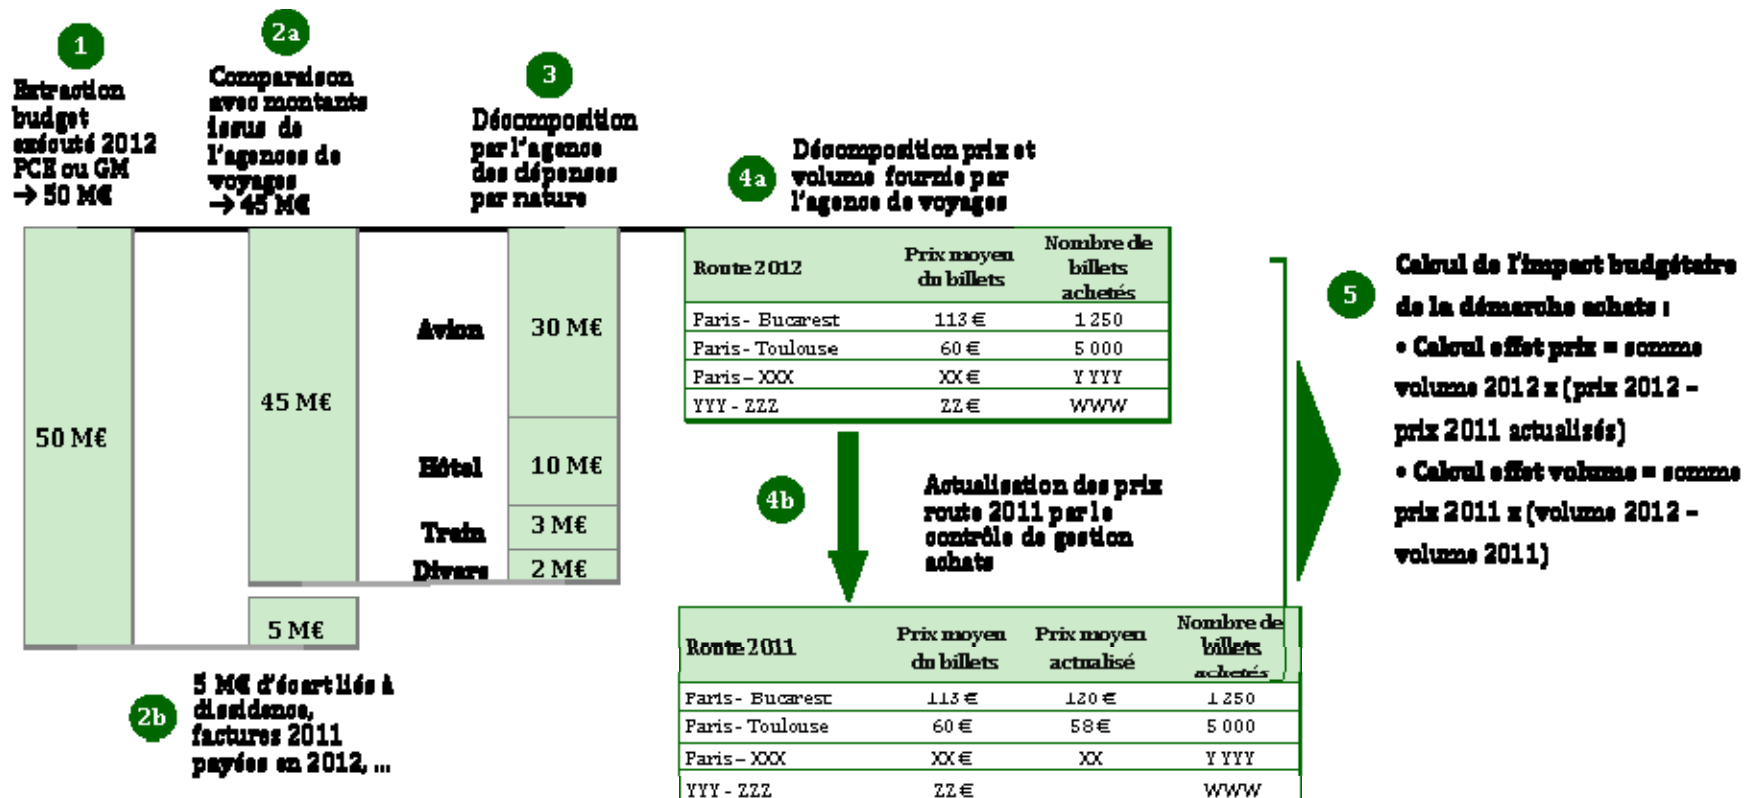 1
Extraction
budget
exécuté 2012
PCE ou GM
→ 50 M€
2a
Comparaison
avec montants
issus de
l'agences de
voyages
→ 45 M€
3
Décomposition
par l'agence
des dépenses
par nature
4a
Décomposition prix et
volume fournie par
l'agence de voyages
50 M€
45 M€
5 M€
Avion
30 M€
Hôtel
10 M€
Train
3 M€
Divers
2 M€
2b
5 M€ d'écart liés à
dissidence,
factures 2011
payées en 2012, ...
Route 2012 Prix moyen du billets Nombre de billets achetés
Paris - Bucarest 113 € 1 250
Paris - Toulouse 60 € 5 000
Paris – XXX XX € Y YYY
YYY - ZZZ ZZ € WWW
4b
Actualisation des prix
route 2011 par le
contrôle de gestion
achats
Route 2011 Prix moyen du billets Prix moyen actualisé Nombre de billets achetés
Paris - Bucarest 113 € 120 € 1 250
Paris - Toulouse 60 € 58 € 5 000
Paris – XXX XX € XX Y YYY
YYY - ZZZ ZZ € WWW
5
Calcul de l'impact budgétaire
de la démarche achats :
• Calcul effet prix = somme
volume 2012 x (prix 2012 –
prix 2011 actualisés)
• Calcul effet volume = somme
prix 2011 x (volume 2012 –
volume 2011)